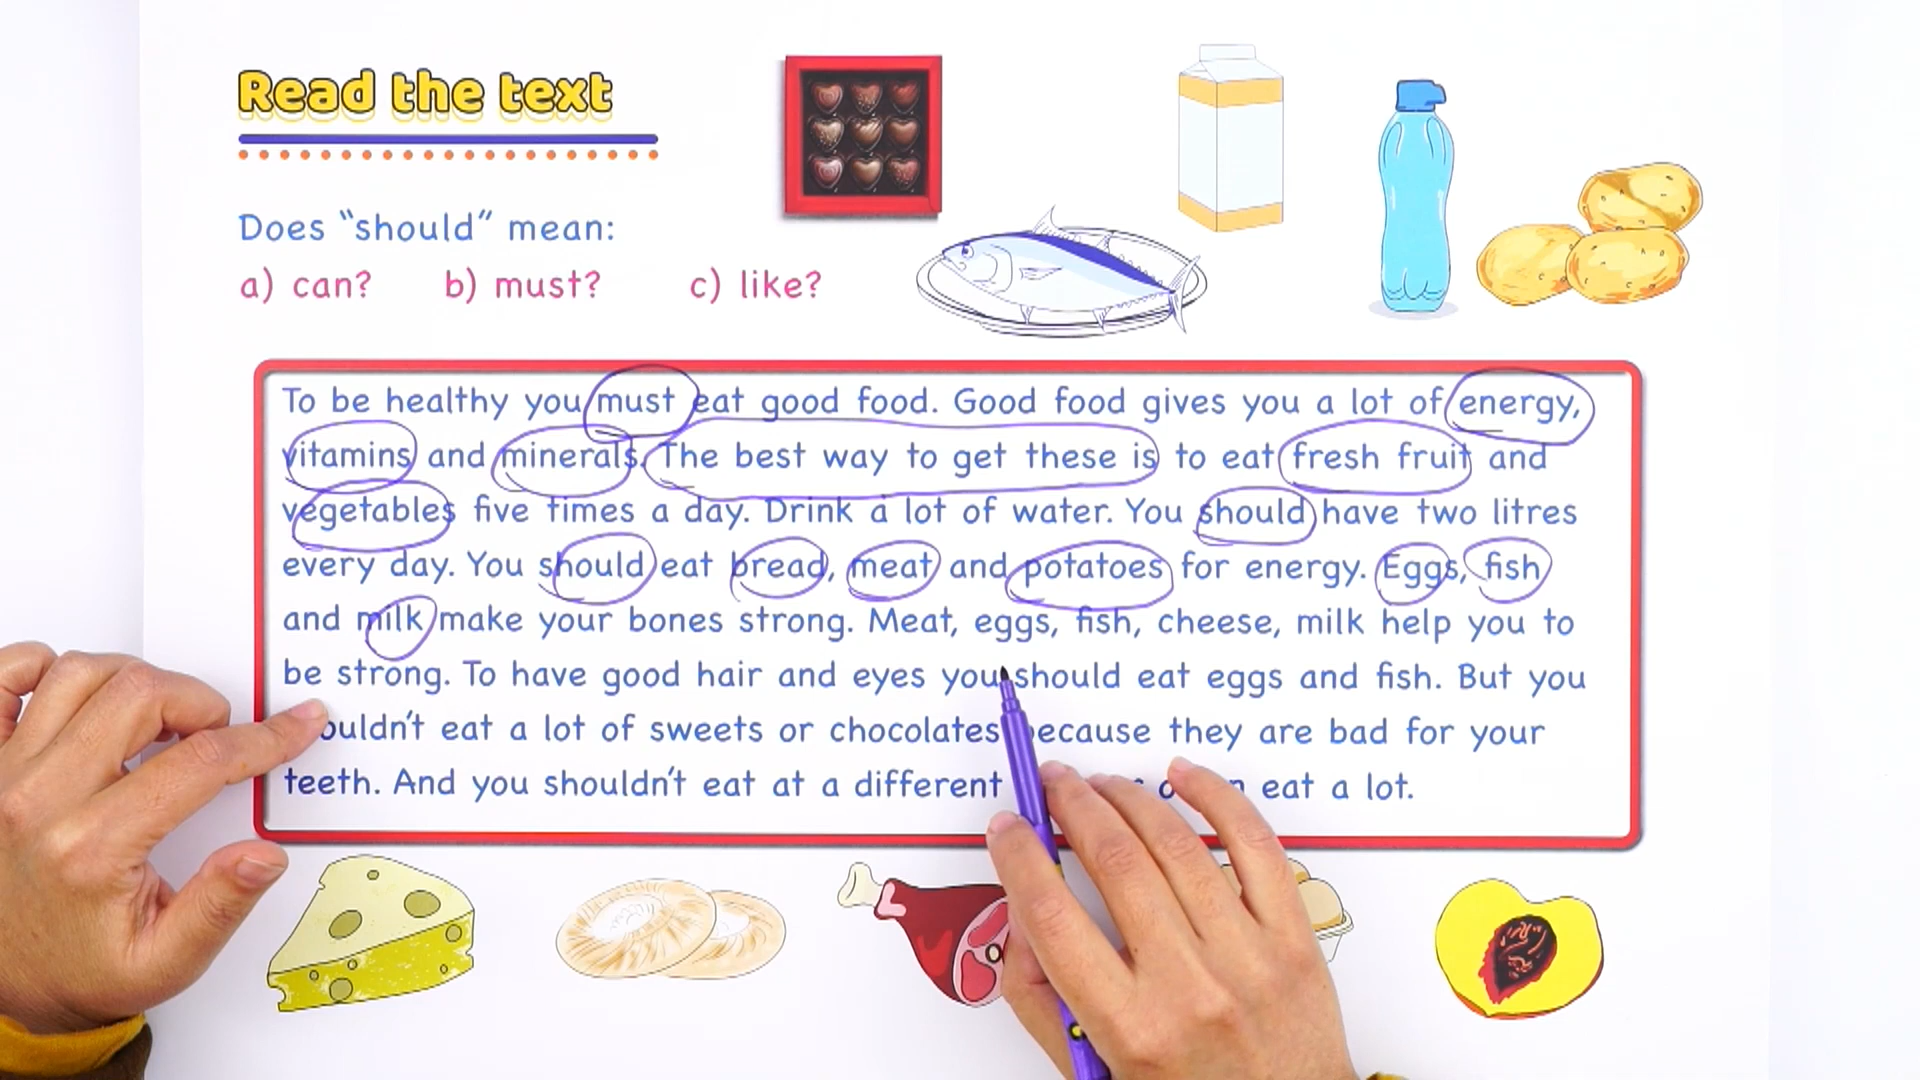 Read the text
Does “should” mean:
a) can? b) must? c) like?
To be healthy you must eat good food. Good food gives you a lot of energy,
vitamins and minerals. The best way to get these is to eat fresh fruit and
vegetables five times a day. Drink a lot of water. You should have two litres
every day. You should eat bread, meat and potatoes for energy. Eggs, fish
and milk make your bones strong. Meat, eggs, fish, cheese, milk help you to
be strong. To have good hair and eyes you should eat eggs and fish. But you
shouldn't eat a lot of sweets or chocolates because they are bad for your
teeth. And you shouldn't eat at a different eat a lot.